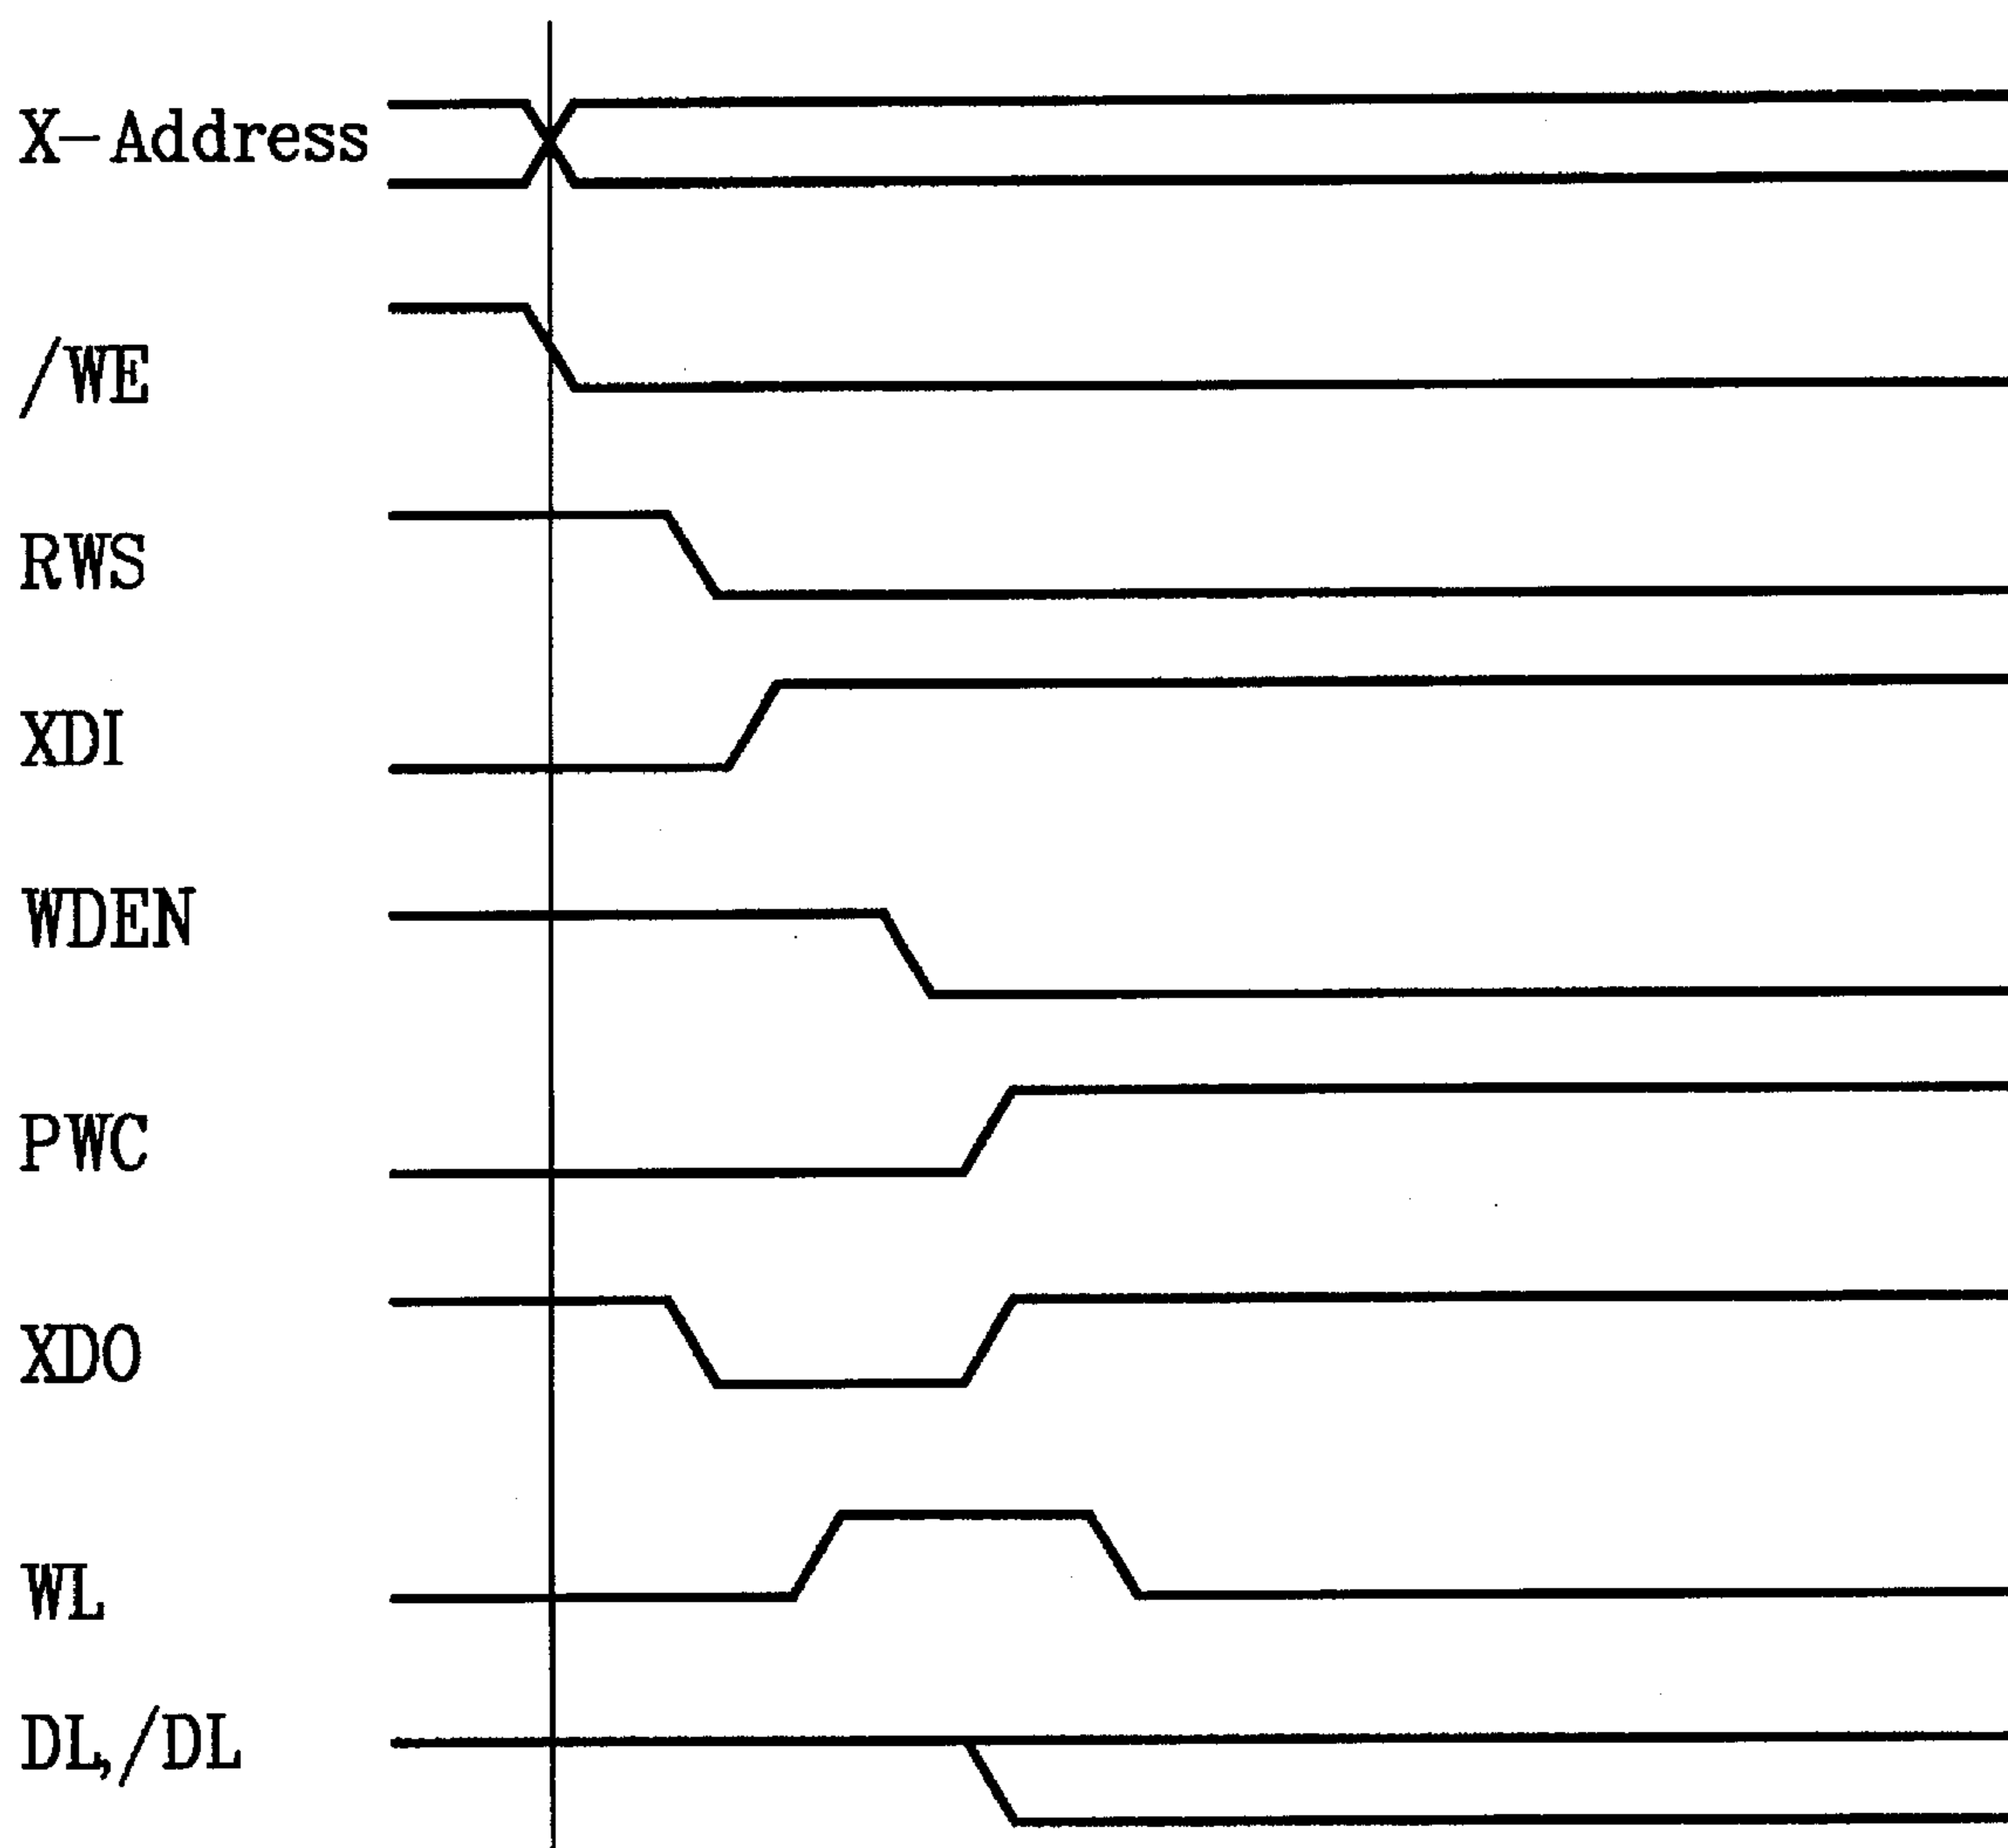 X-Address
/WE
RWS
XDI
WDEN
PWC
XDO
WL
DL,/DL